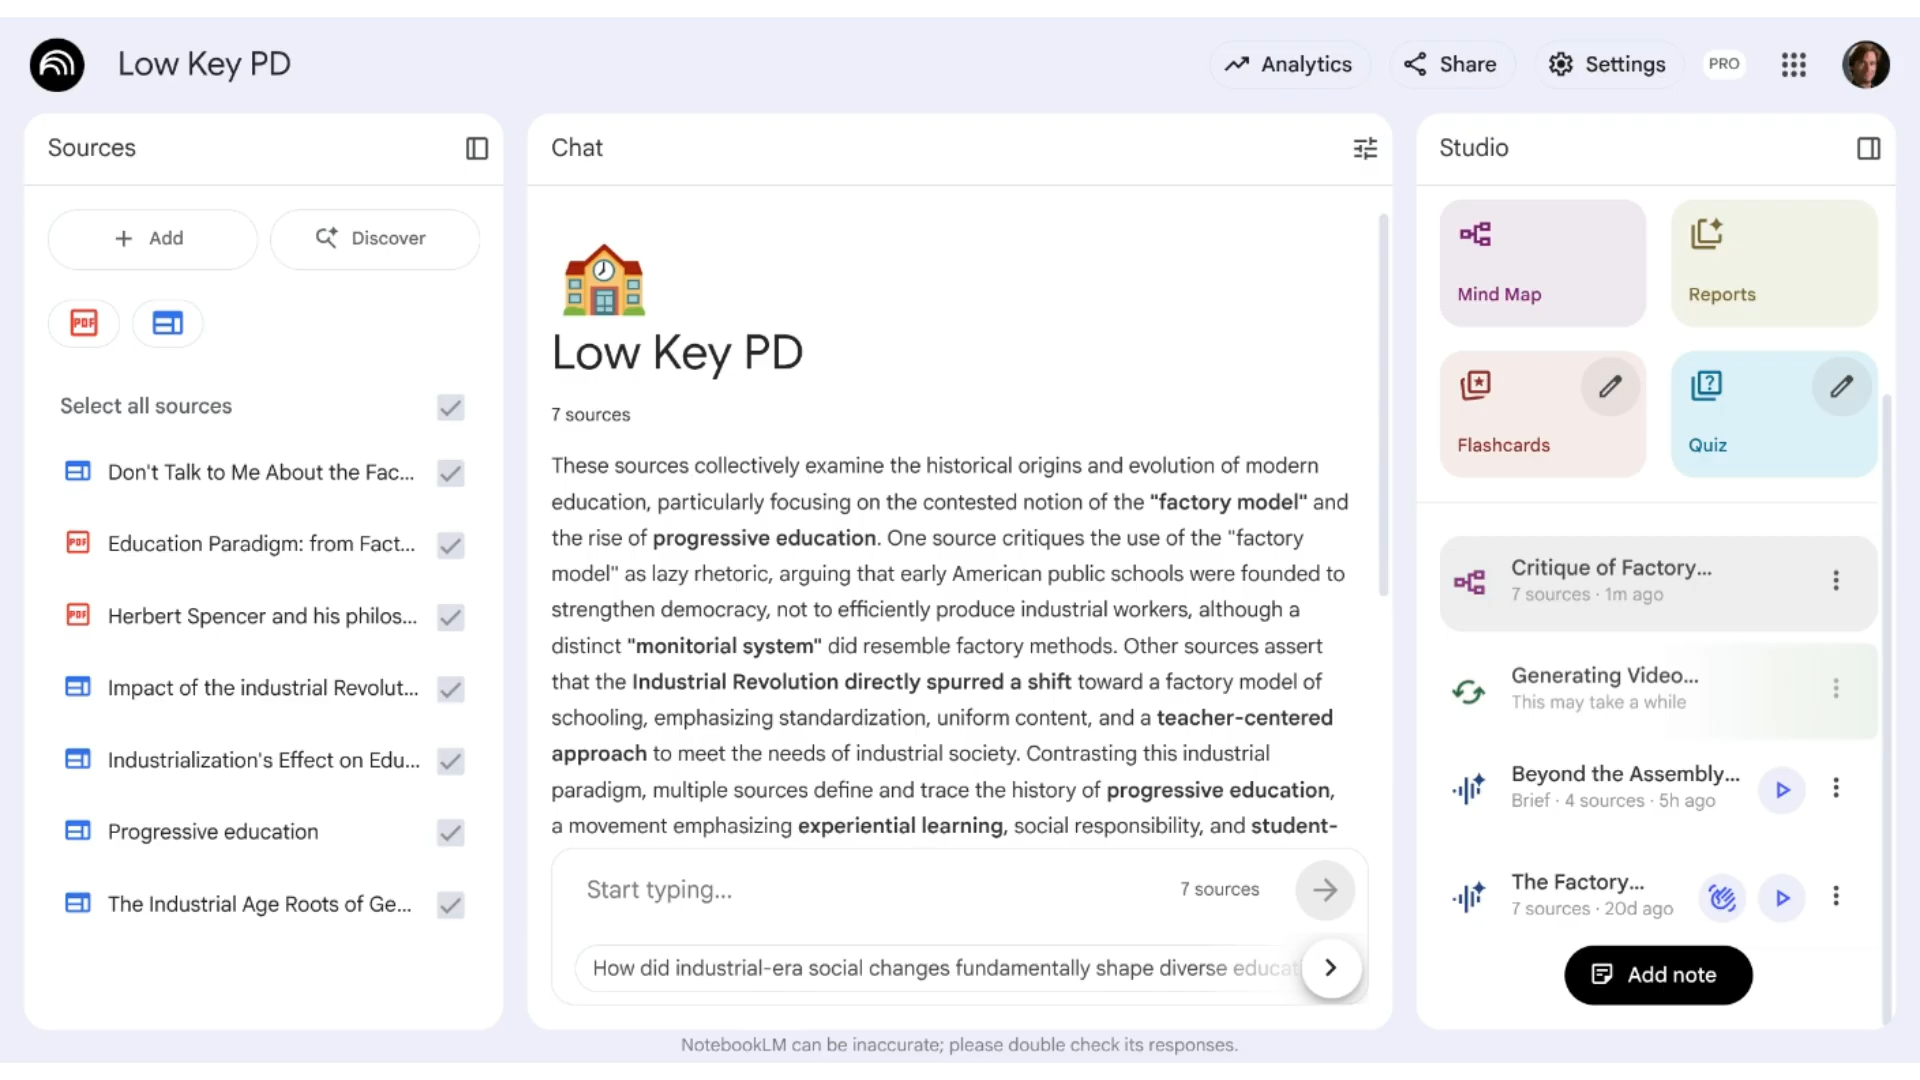 Low Key PD
Analytics
Share
Settings
PRO
Sources
Add
Discover
PDF
Select all sources
Don't Talk to Me About the Fac...
PDF
Education Paradigm: from Fact...
PDF
Herbert Spencer and his philos...
Impact of the industrial Revolut...
Industrialization's Effect on Edu...
Progressive education
The Industrial Age Roots of Ge...
Chat
Low Key PD
7 sources
These sources collectively examine the historical origins and evolution of modern
education, particularly focusing on the contested notion of the "factory model" and
the rise of progressive education. One source critiques the use of the "factory
model" as lazy rhetoric, arguing that early American public schools were founded to
strengthen democracy, not to efficiently produce industrial workers, although a
distinct "monitorial system" did resemble factory methods. Other sources assert
that the Industrial Revolution directly spurred a shift toward a factory model of
schooling, emphasizing standardization, uniform content, and a teacher-centered
approach to meet the needs of industrial society. Contrasting this industrial
paradigm, multiple sources define and trace the history of progressive education,
a movement emphasizing experiential learning, social responsibility, and student-
Start typing...
7 sources
How did industrial-era social changes fundamentally shape diverse educat
Studio
Mind Map
Reports
Flashcards
Quiz
Critique of Factory...
7 sources · 1m ago
Generating Video...
This may take a while
Beyond the Assembly...
Brief · 4 sources · 5h ago
The Factory...
7 sources · 20d ago
Add note
NotebookLM can be inaccurate; please double check its responses.